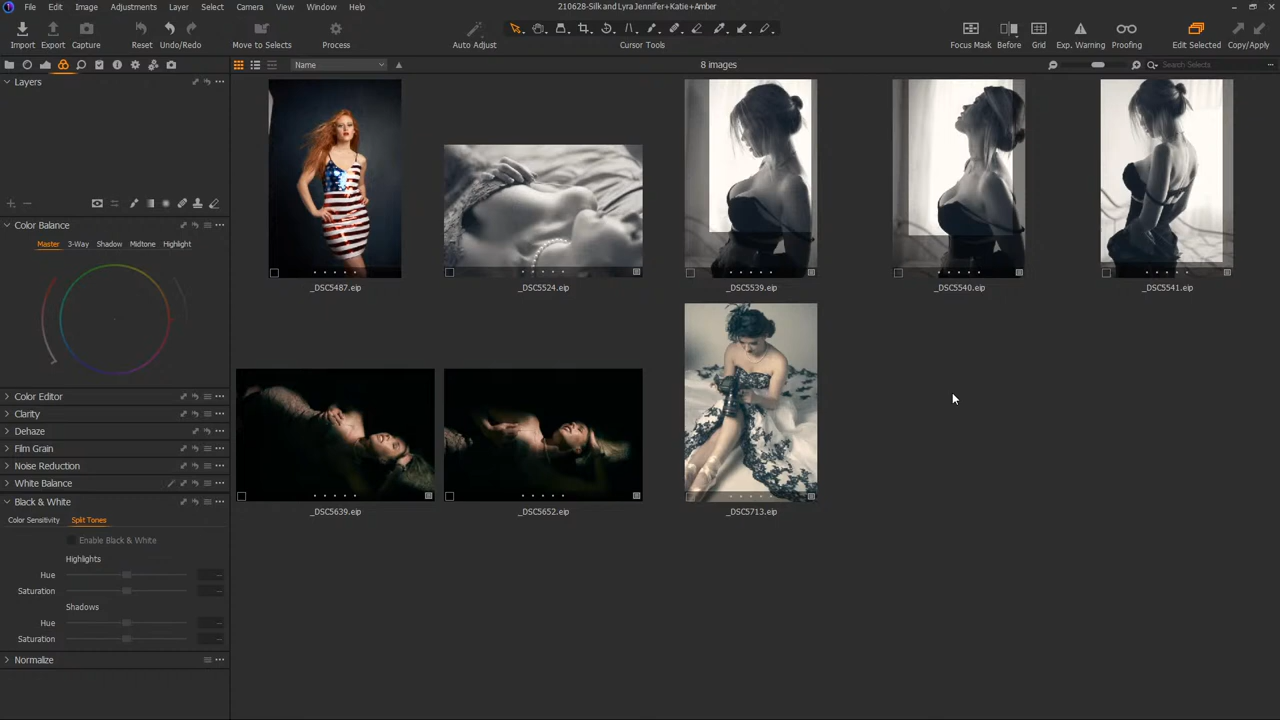 File Edit Image Adjustments Layer Select Camera View Window Help
210628-Silk and Lyra Jennifer+Katie+Amber
Import Export Capture Reset Undo/Redo Move to Selects Process Auto Adjust Cursor Tools Focus Mask Before Grid Exp. Warning Proofing Edit Selected Copy/Apply
Name
8 images
Search Selects
Layers
Color Balance
Master 3-Way Shadow Midtone Highlight
Color Editor
Clarity
Dehaze
Film Grain
Noise Reduction
White Balance
Black & White
Color Sensitivity Split Tones
Enable Black & White
Highlights
Hue
Saturation
Shadows
Hue
Saturation
Normalize
_DSC5487.eip _DSC5524.eip _DSC5539.eip _DSC5540.eip _DSC5541.eip
_DSC5639.eip _DSC5652.eip _DSC5713.eip